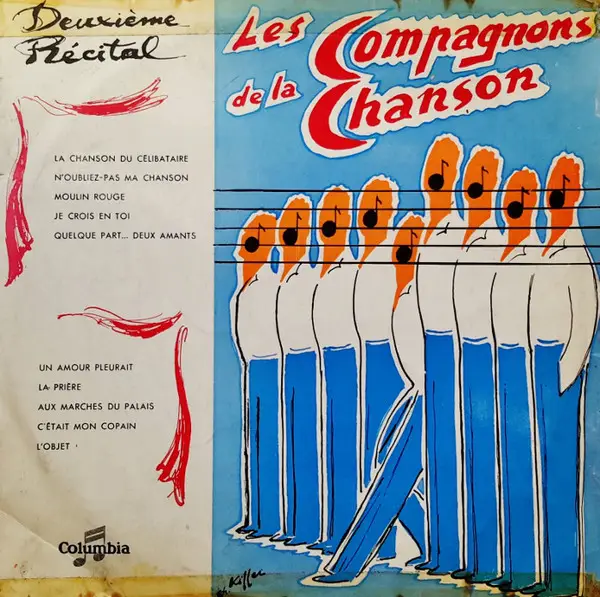 Deuxième
Récital
Les Compagnons
de la Chanson
LA CHANSON DU CÉLIBATAIRE
N'OUBLIEZ-PAS MA CHANSON
MOULIN ROUGE
JE CROIS EN TOI
QUELQUE PART... DEUX AMANTS
UN AMOUR PLEURAIT
LA PRIÈRE
AUX MARCHES DU PALAIS
C'ÉTAIT MON COPAIN
L'OBJET
Columbia
ch. Kiffer